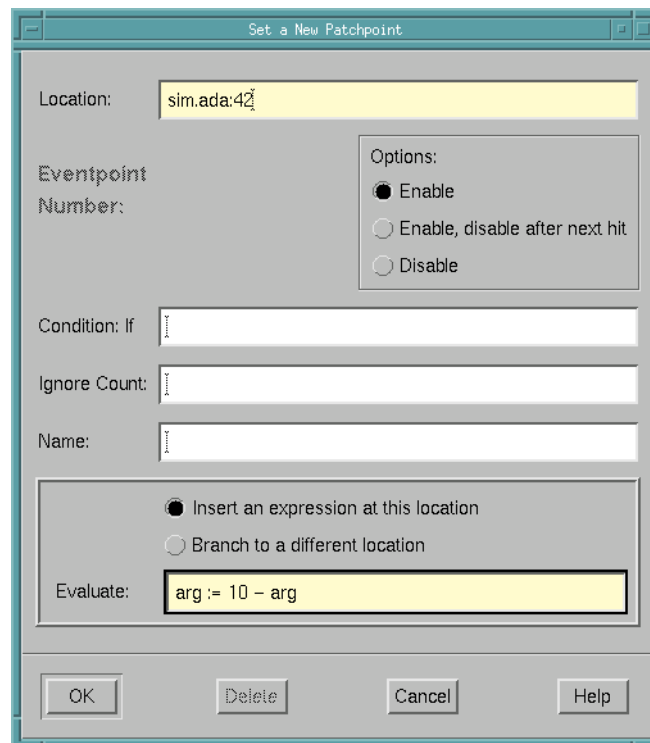 Set a New Patchpoint
Location: sim.ada:42
Eventpoint
Number:
Options:
Enable
Enable, disable after next hit
Disable
Condition: If
Ignore Count:
Name:
Insert an expression at this location
Branch to a different location
Evaluate: arg := 10 – arg
OK Delete Cancel Help